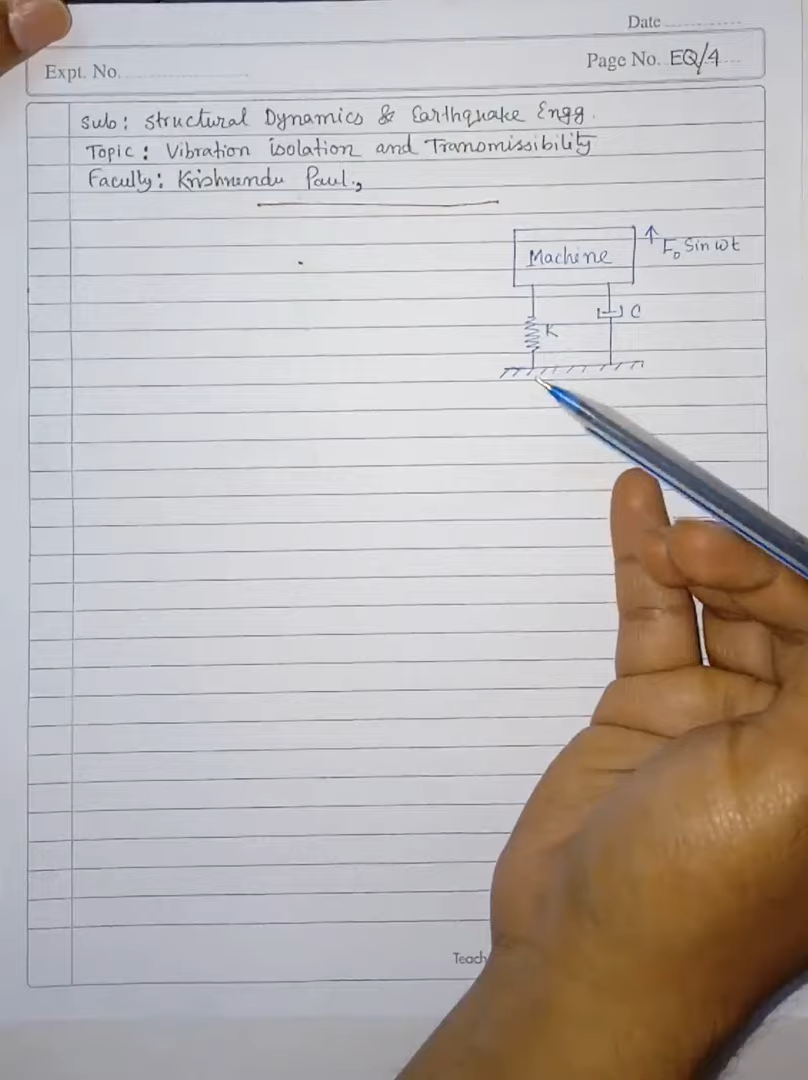 Date
Expt. No.
Page No. EQ/4
Sub: Structural Dynamics & Earthquake Engg.
Topic: Vibration isolation and Transmissibility
Faculty: Krishnendu Paul.,
Machine
F₀ Sin ωt
K
C
Teach